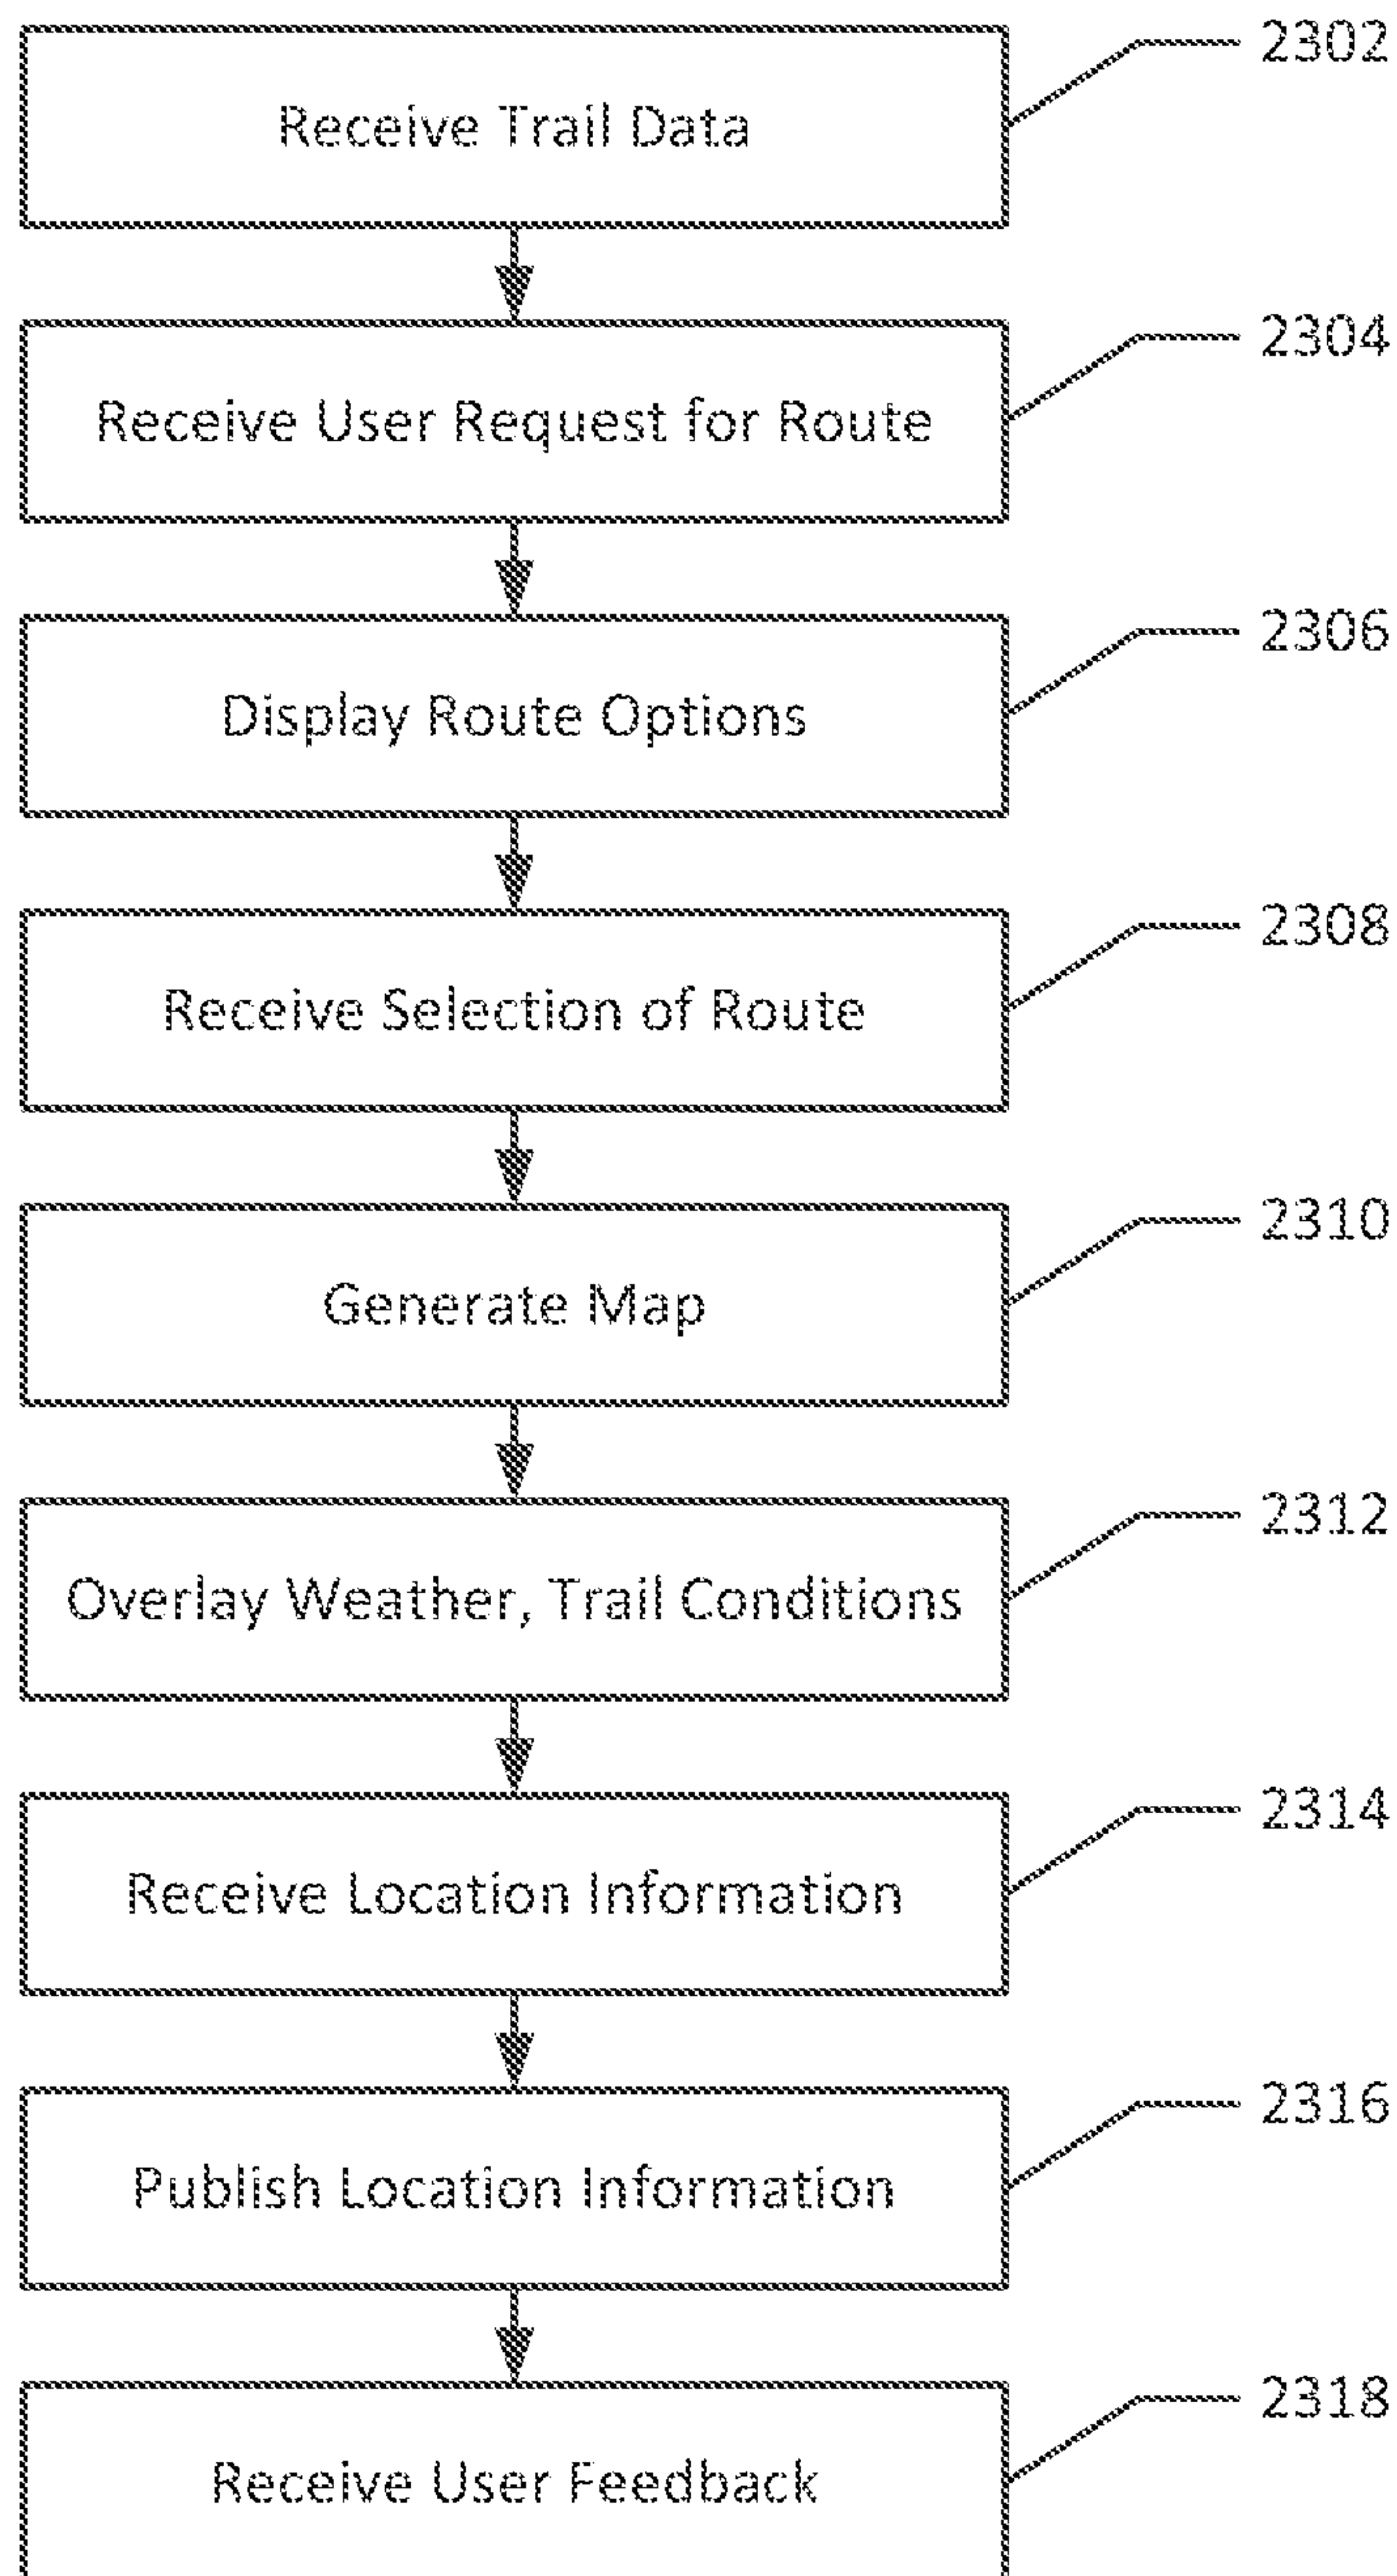 2302
Receive Trail Data
2304
Receive User Request for Route
2306
Display Route Options
2308
Receive Selection of Route
2310
Generate Map
2312
Overlay Weather, Trail Conditions
2314
Receive Location Information
2316
Publish Location Information
2318
Receive User Feedback